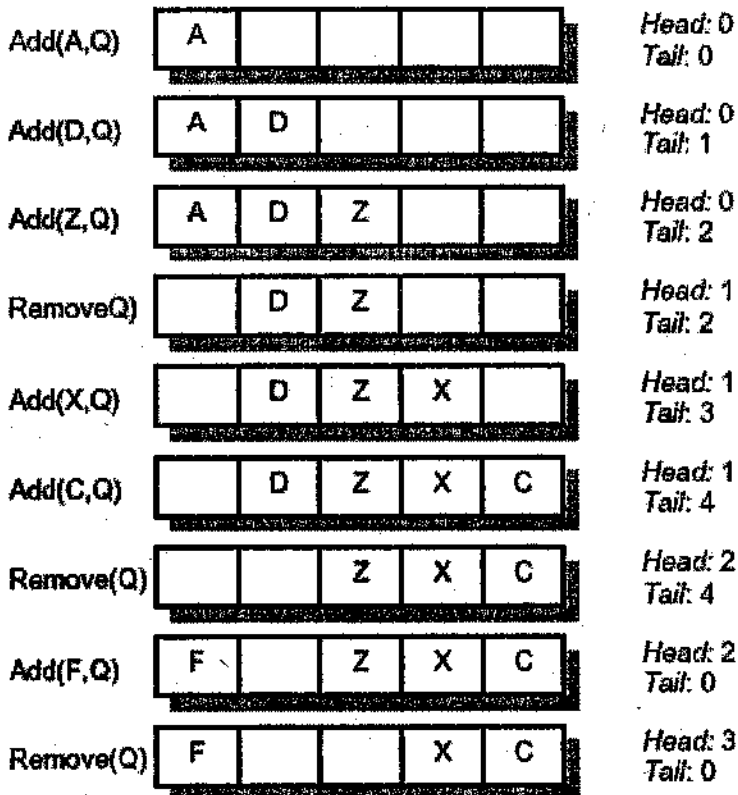 Add(A,Q) A Head: 0
Tail: 0
Add(D,Q) A D Head: 0
Tail: 1
Add(Z,Q) A D Z Head: 0
Tail: 2
RemoveQ) D Z Head: 1
Tail: 2
Add(X,Q) D Z X Head: 1
Tail: 3
Add(C,Q) D Z X C Head: 1
Tail: 4
Remove(Q) Z X C Head: 2
Tail: 4
Add(F,Q) F Z X C Head: 2
Tail: 0
Remove(Q) F X C Head: 3
Tail: 0